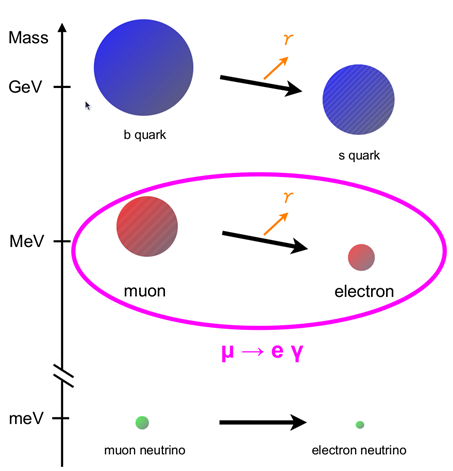 Mass
γ
GeV
b quark
s quark
γ
MeV
muon
electron
μ → e γ
meV
muon neutrino
electron neutrino